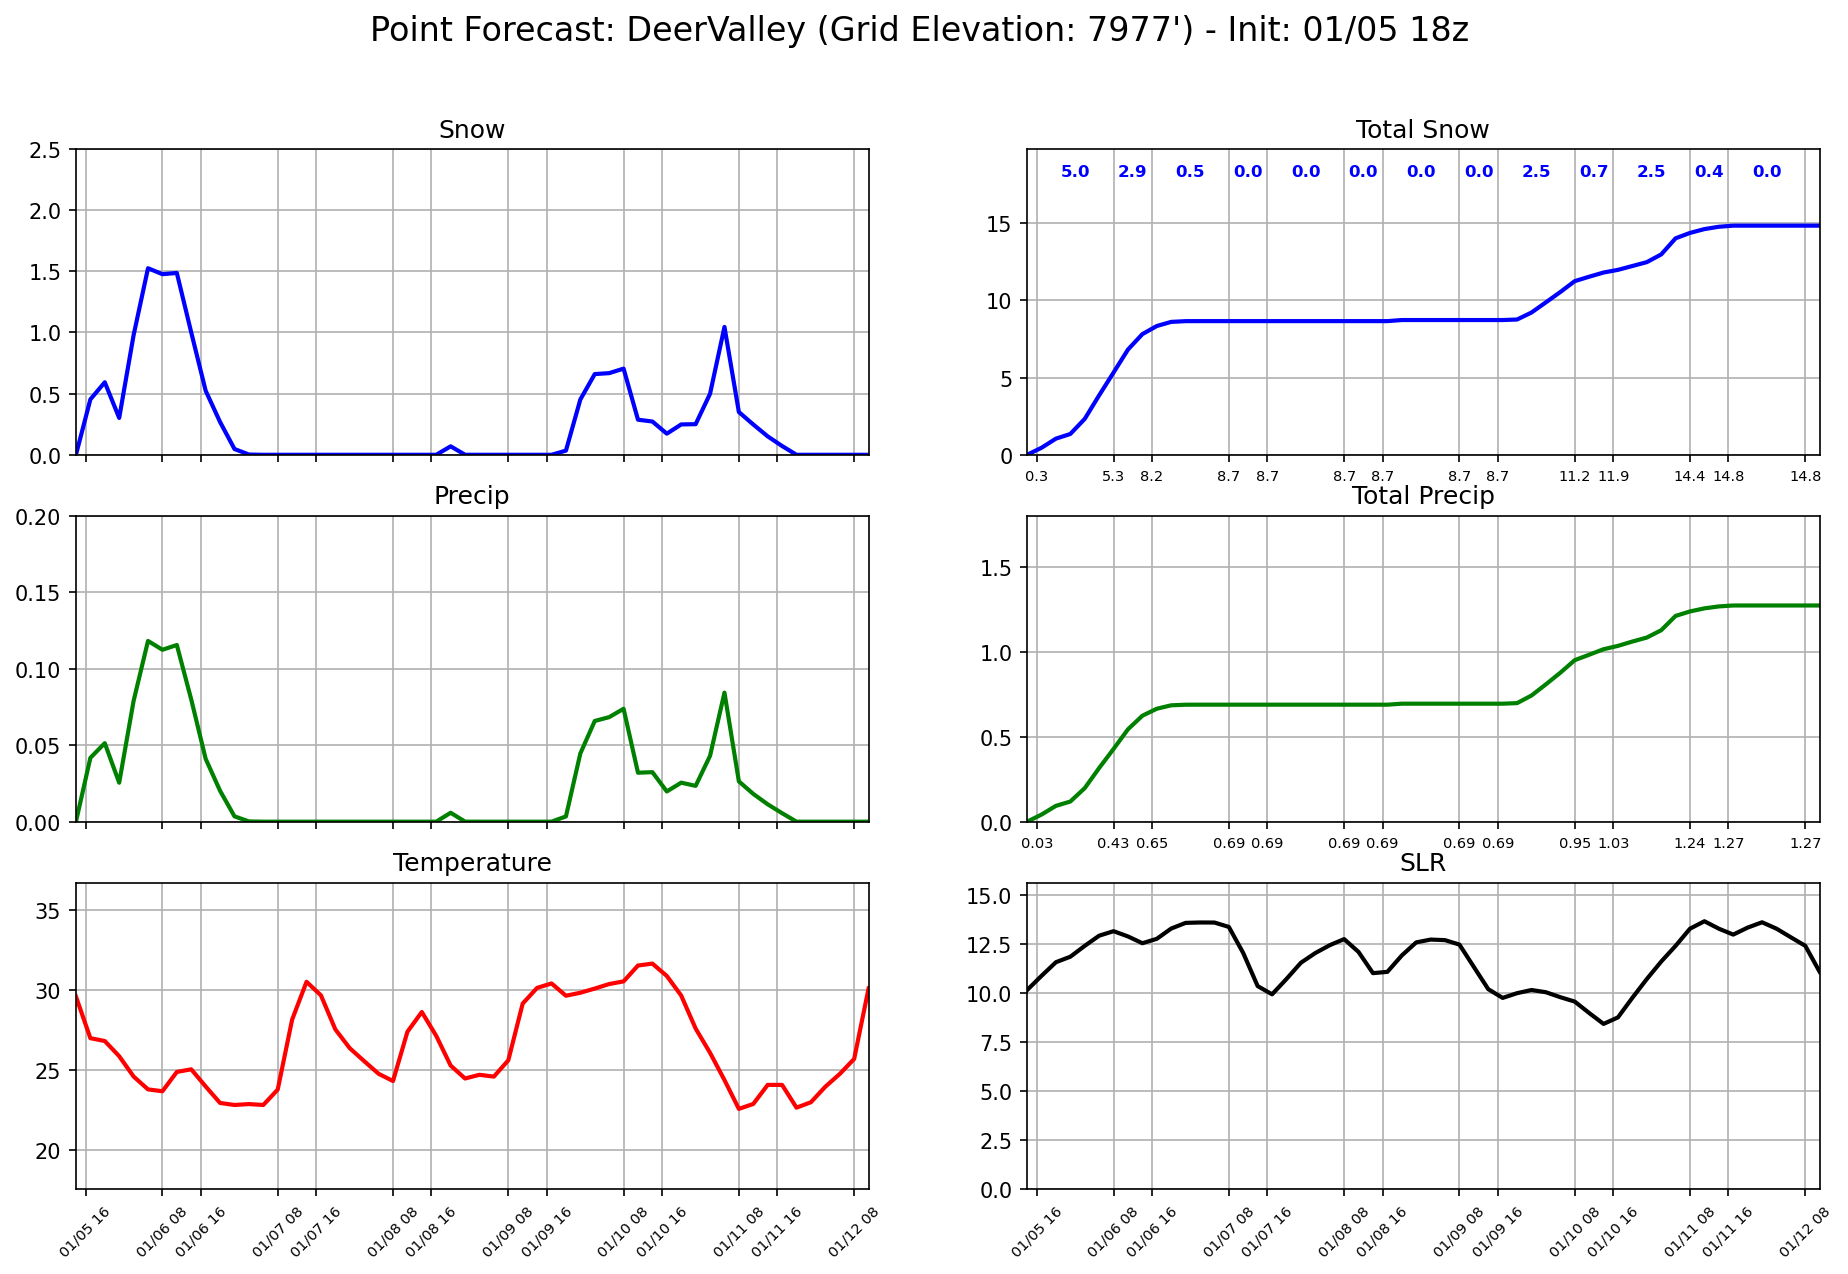 Point Forecast: DeerValley (Grid Elevation: 7977') - Init: 01/05 18z
Snow
2.5
2.0
1.5
1.0
0.5
0.0
Total Snow
5.0 2.9 0.5 0.0 0.0 0.0 0.0 0.0 2.5 0.7 2.5 0.4 0.0
15
10
5
0
0.3 5.3 8.2 8.7 8.7 8.7 8.7 8.7 8.7 11.2 11.9 14.4 14.8 14.8
Precip
0.20
0.15
0.10
0.05
0.00
Total Precip
1.5
1.0
0.5
0.0
0.03 0.43 0.65 0.69 0.69 0.69 0.69 0.69 0.69 0.95 1.03 1.24 1.27 1.27
Temperature
35
30
25
20
01/05 16 01/06 08 01/06 16 01/07 08 01/07 16 01/08 08 01/08 16 01/09 08 01/09 16 01/10 08 01/10 16 01/11 08 01/11 16 01/12 08
SLR
15.0
12.5
10.0
7.5
5.0
2.5
0.0
01/05 16 01/06 08 01/06 16 01/07 08 01/07 16 01/08 08 01/08 16 01/09 08 01/09 16 01/10 08 01/10 16 01/11 08 01/11 16 01/12 08